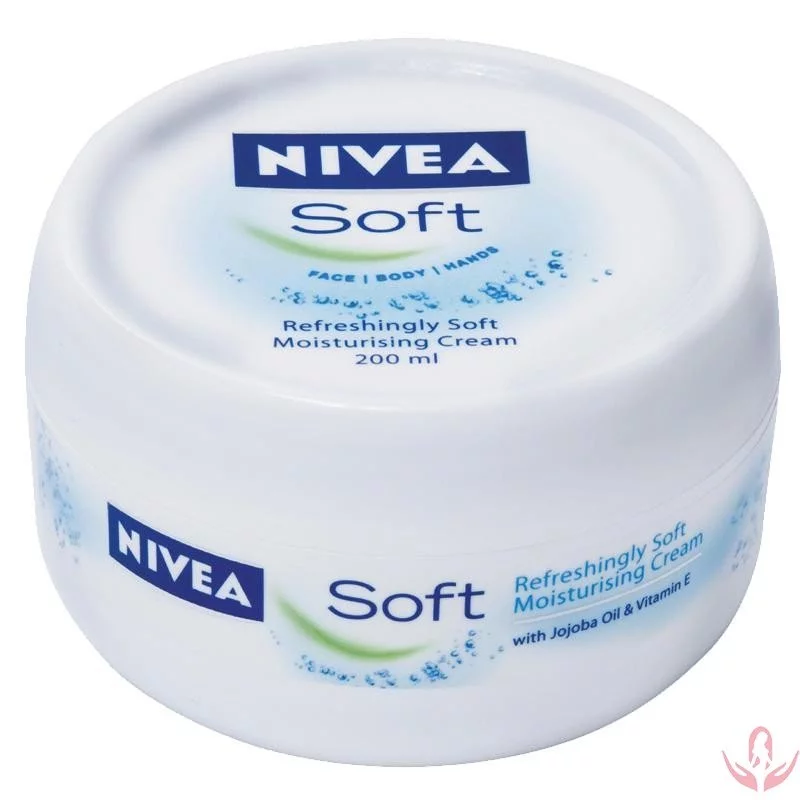 NIVEA
Soft
FACE | BODY | HANDS
Refreshingly Soft
Moisturising Cream
200 ml
NIVEA
Soft
Refreshingly Soft
Moisturising Cream
with Jojoba Oil & Vitamin E